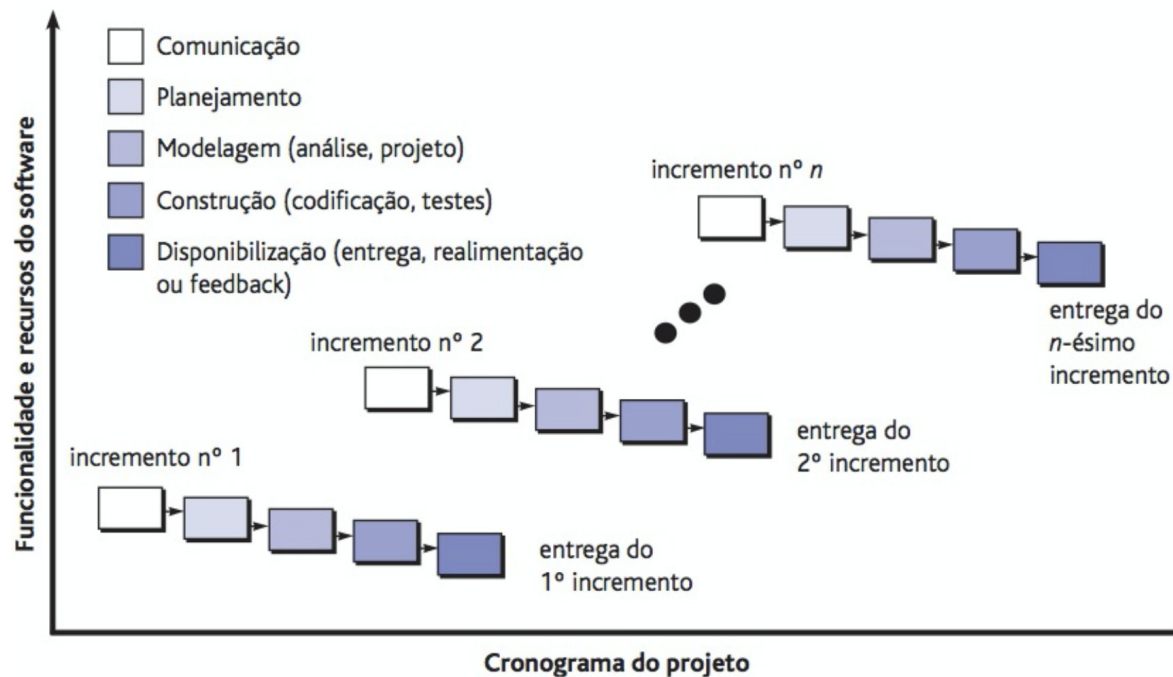 Funcionalidade e recursos do software
Comunicação
Planejamento
Modelagem (análise, projeto)
Construção (codificação, testes)
Disponibilização (entrega, realimentação
ou feedback)
incremento nº n
entrega do
n-ésimo
incremento
incremento nº 2
entrega do
2º incremento
incremento nº 1
entrega do
1º incremento
Cronograma do projeto